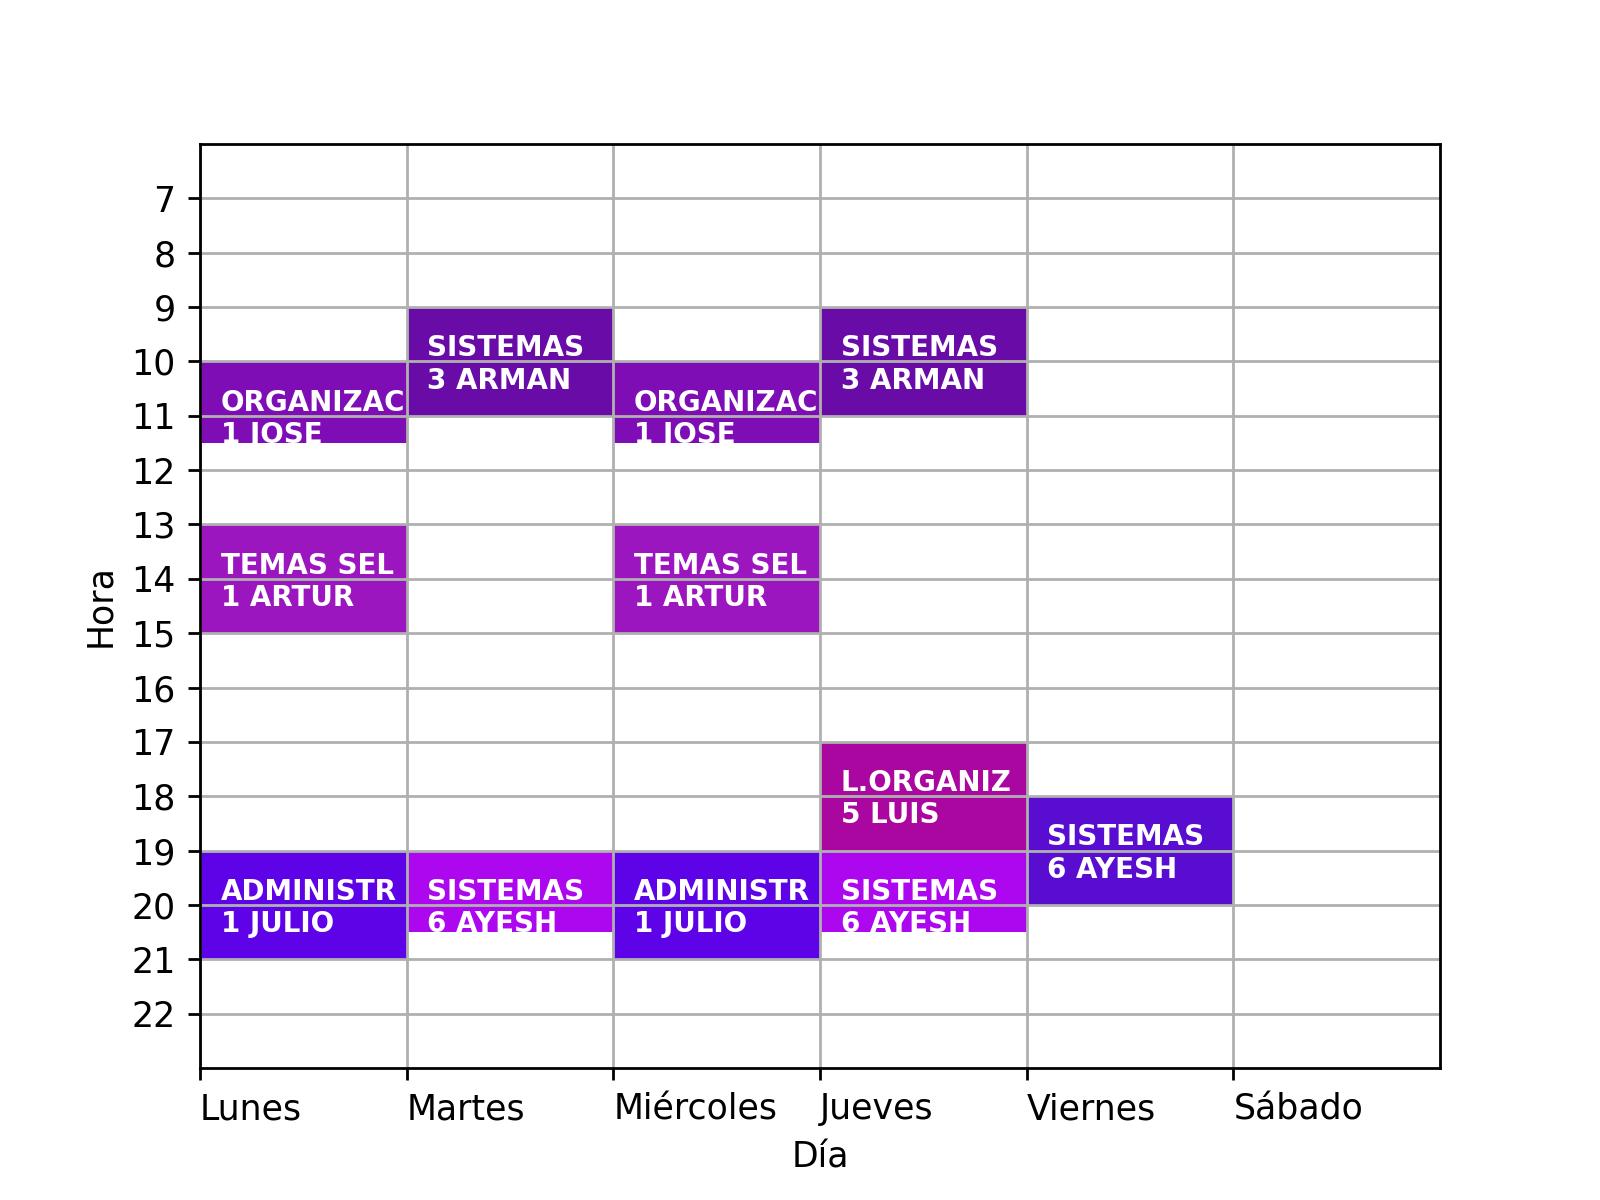 7
8
9
10
11
12
13
14
15
16
17
18
19
20
21
22
Hora
ORGANIZAC
1 JOSE
TEMAS SEL
1 ARTUR
ADMINISTR
1 JULIO
SISTEMAS
3 ARMAN
SISTEMAS
6 AYESH
ORGANIZAC
1 JOSE
TEMAS SEL
1 ARTUR
ADMINISTR
1 JULIO
SISTEMAS
3 ARMAN
L.ORGANIZ
5 LUIS
SISTEMAS
6 AYESH
SISTEMAS
6 AYESH
Lunes Martes Miércoles Jueves Viernes Sábado
Día